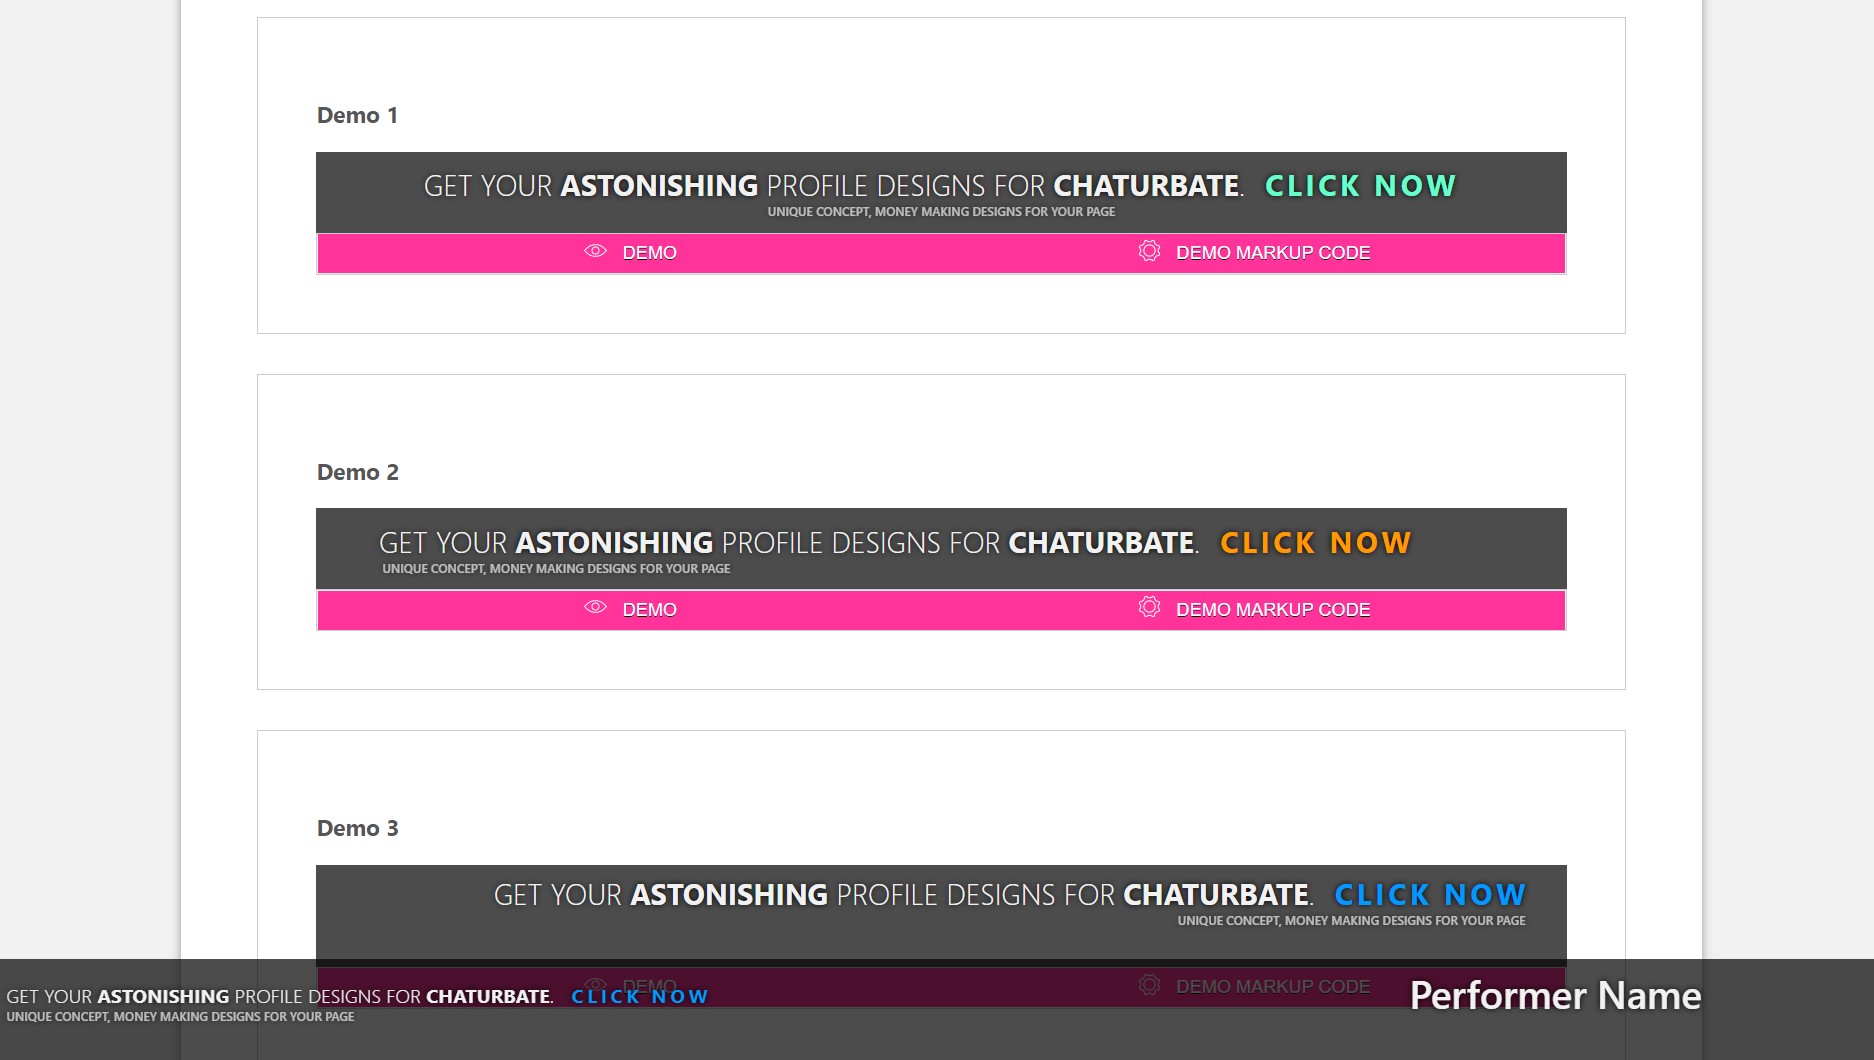 Demo 1
GET YOUR ASTONISHING PROFILE DESIGNS FOR CHATURBATE. CLICK NOW
UNIQUE CONCEPT, MONEY MAKING DESIGNS FOR YOUR PAGE
DEMO
DEMO MARKUP CODE
Demo 2
GET YOUR ASTONISHING PROFILE DESIGNS FOR CHATURBATE. CLICK NOW
UNIQUE CONCEPT, MONEY MAKING DESIGNS FOR YOUR PAGE
DEMO
DEMO MARKUP CODE
Demo 3
GET YOUR ASTONISHING PROFILE DESIGNS FOR CHATURBATE. CLICK NOW
UNIQUE CONCEPT, MONEY MAKING DESIGNS FOR YOUR PAGE
DEMO
DEMO MARKUP CODE
GET YOUR ASTONISHING PROFILE DESIGNS FOR CHATURBATE. CLICK NOW
UNIQUE CONCEPT, MONEY MAKING DESIGNS FOR YOUR PAGE
Performer Name